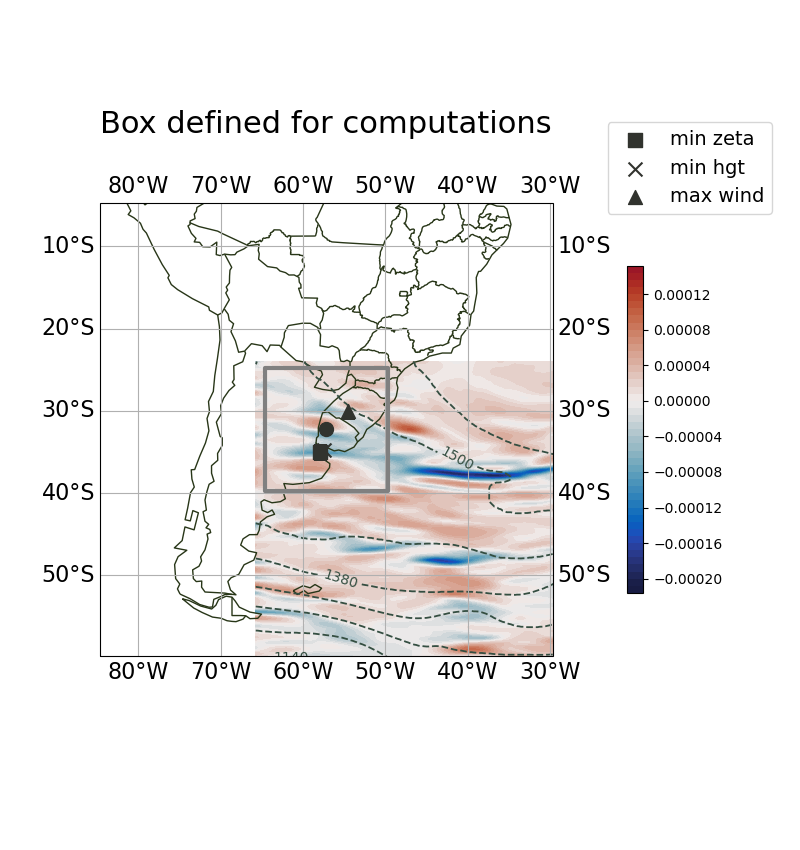 Box defined for computations
min zeta
min hgt
max wind
80°W 70°W 60°W 50°W 40°W 30°W
10°S 10°S
20°S 20°S
30°S 30°S
40°S 40°S
50°S 50°S
80°W 70°W 60°W 50°W 40°W 30°W
1500
1380
1140
0.00012
0.00008
0.00004
0.00000
−0.00004
−0.00008
−0.00012
−0.00016
−0.00020